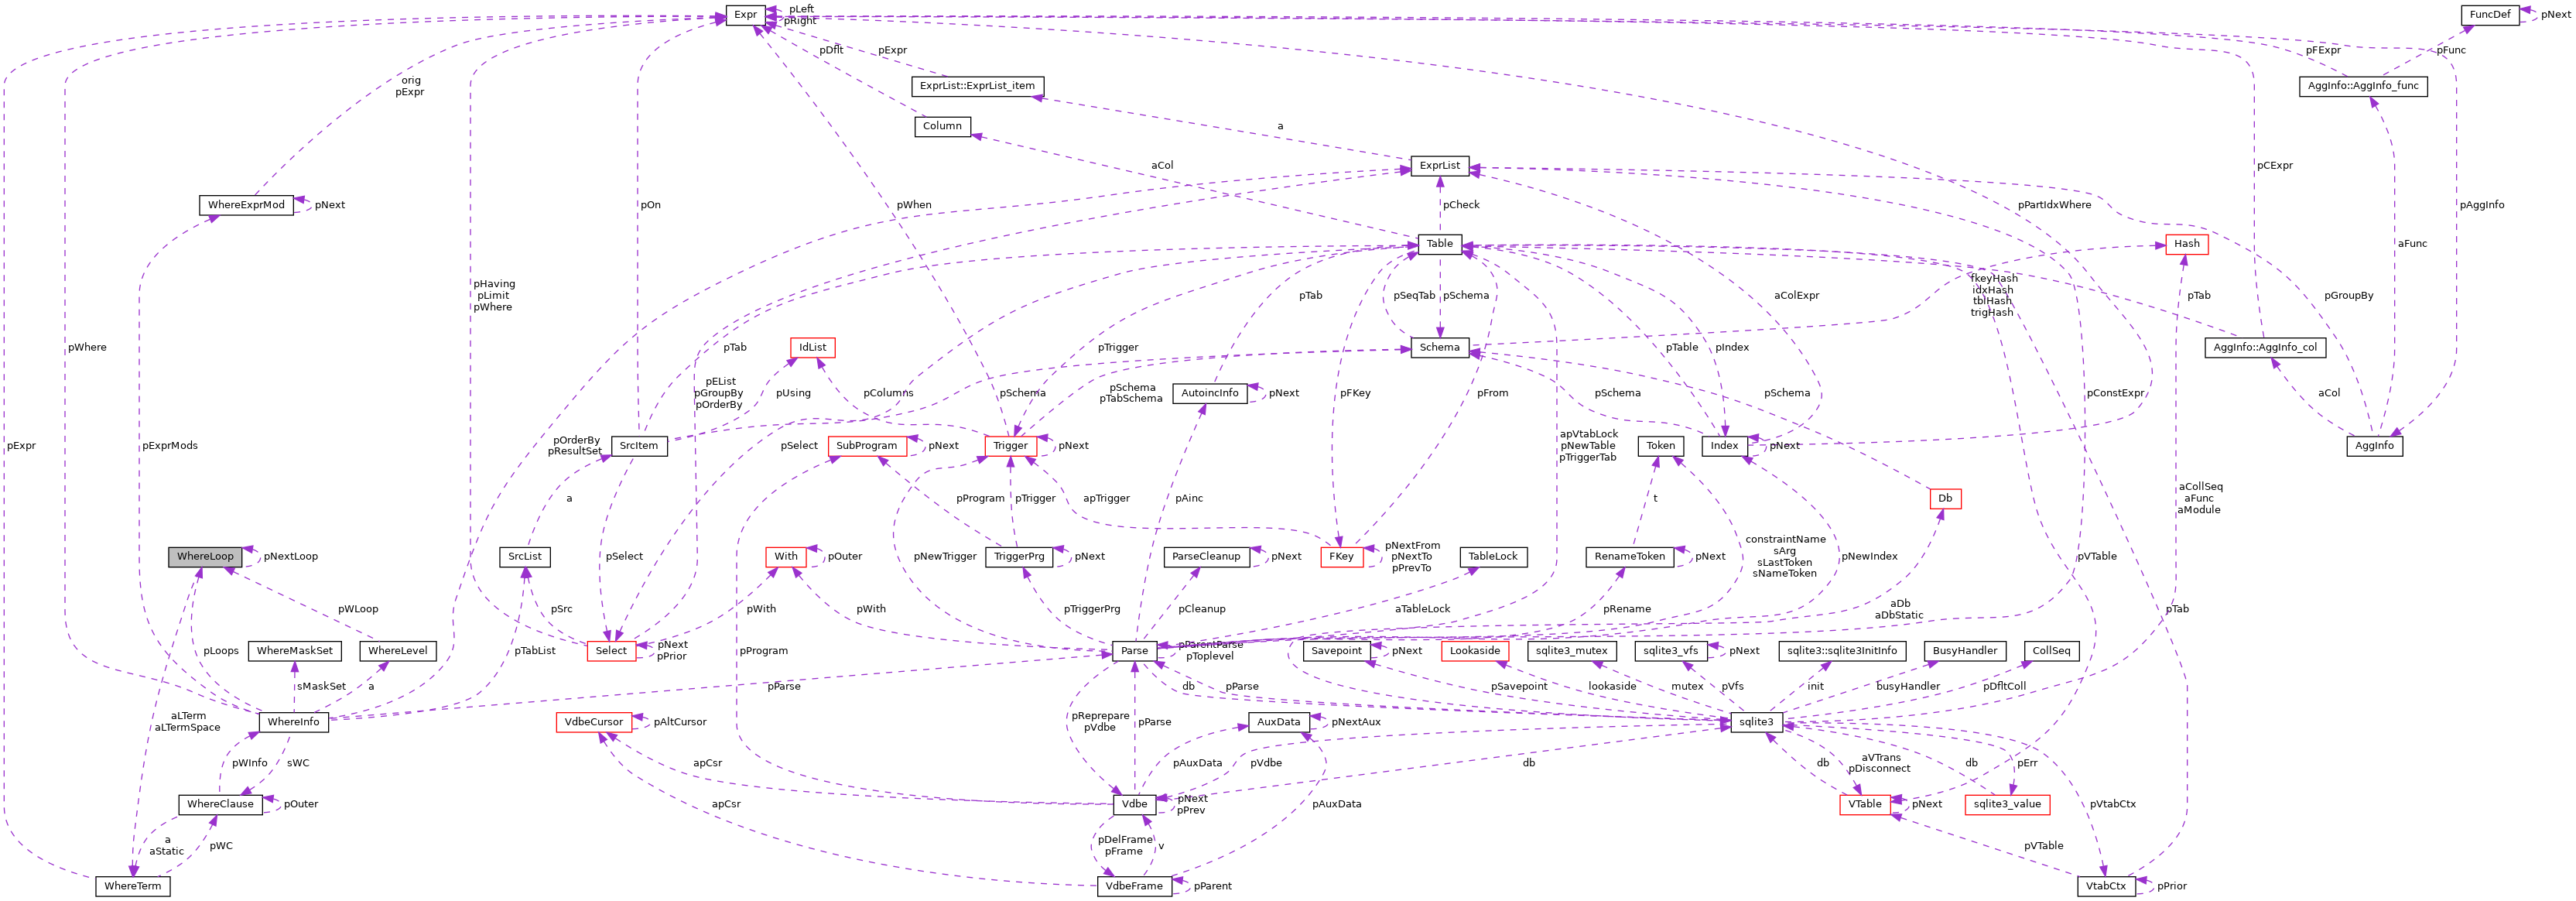 Expr
pLeft
pRight
FuncDef
pNext
pDflt
pExpr
pFExpr
pFunc
orig
pExpr
ExprList::ExprList_item
AggInfo::AggInfo_func
Column
a
ExprList
aCol
pCExpr
WhereExprMod
pNext
pOn
pWhen
pCheck
pPartIdxWhere
pAggInfo
Table
Hash
aFunc
pHaving
pLimit
pWhere
pTab
pSeqTab
pSchema
aColExpr
fkeyHash
idxHash
tblHash
trigHash
pTab
pGroupBy
pWhere
pTab
IdList
pTrigger
Schema
pTable
pIndex
AggInfo::AggInfo_col
pEList
pGroupBy
pOrderBy
pUsing
pColumns
pSchema
pSchema
pTabSchema
AutoincInfo
pNext
pFKey
pFrom
pSchema
pSchema
pConstExpr
aCol
pExpr
pExprMods
pOrderBy
pResultSet
SrcItem
pSelect
SubProgram
pNext
Trigger
pNext
apVtabLock
pNewTable
pTriggerTab
Token
Index
pNext
AggInfo
a
pProgram
pTrigger
pAinc
apTrigger
t
Db
aCollSeq
aFunc
aModule
WhereLoop
pNextLoop
SrcList
pSelect
With
pOuter
pNewTrigger
TriggerPrg
pNext
ParseCleanup
pNext
FKey
pNextFrom
pNextTo
pPrevTo
TableLock
RenameToken
pNext
constraintName
sArg
sLastToken
sNameToken
pNewIndex
pVTable
pWLoop
pSrc
pWith
pWith
pTriggerPrg
pCleanup
aTableLock
pRename
aDb
aDbStatic
pTab
pLoops
WhereMaskSet
WhereLevel
pTabList
Select
pNext
pPrior
pProgram
Parse
pParentParse
pToplevel
Savepoint
pNext
Lookaside
sqlite3_mutex
sqlite3_vfs
pNext
sqlite3::sqlite3InitInfo
BusyHandler
CollSeq
sMaskSet
a
pParse
db
pParse
pSavepoint
lookaside
mutex
pVfs
init
busyHandler
pDfltColl
aLTerm
aLTermSpace
WhereInfo
VdbeCursor
pAltCursor
pReprepare
pVdbe
pParse
AuxData
pNextAux
sqlite3
pWInfo
sWC
apCsr
pAuxData
pVdbe
db
db
aVTrans
pDisconnect
db
pErr
WhereClause
pOuter
apCsr
Vdbe
pNext
pPrev
pAuxData
VTable
pNext
sqlite3_value
pVtabCtx
a
aStatic
pWC
pDelFrame
pFrame
v
pVTable
WhereTerm
VdbeFrame
pParent
VtabCtx
pPrior